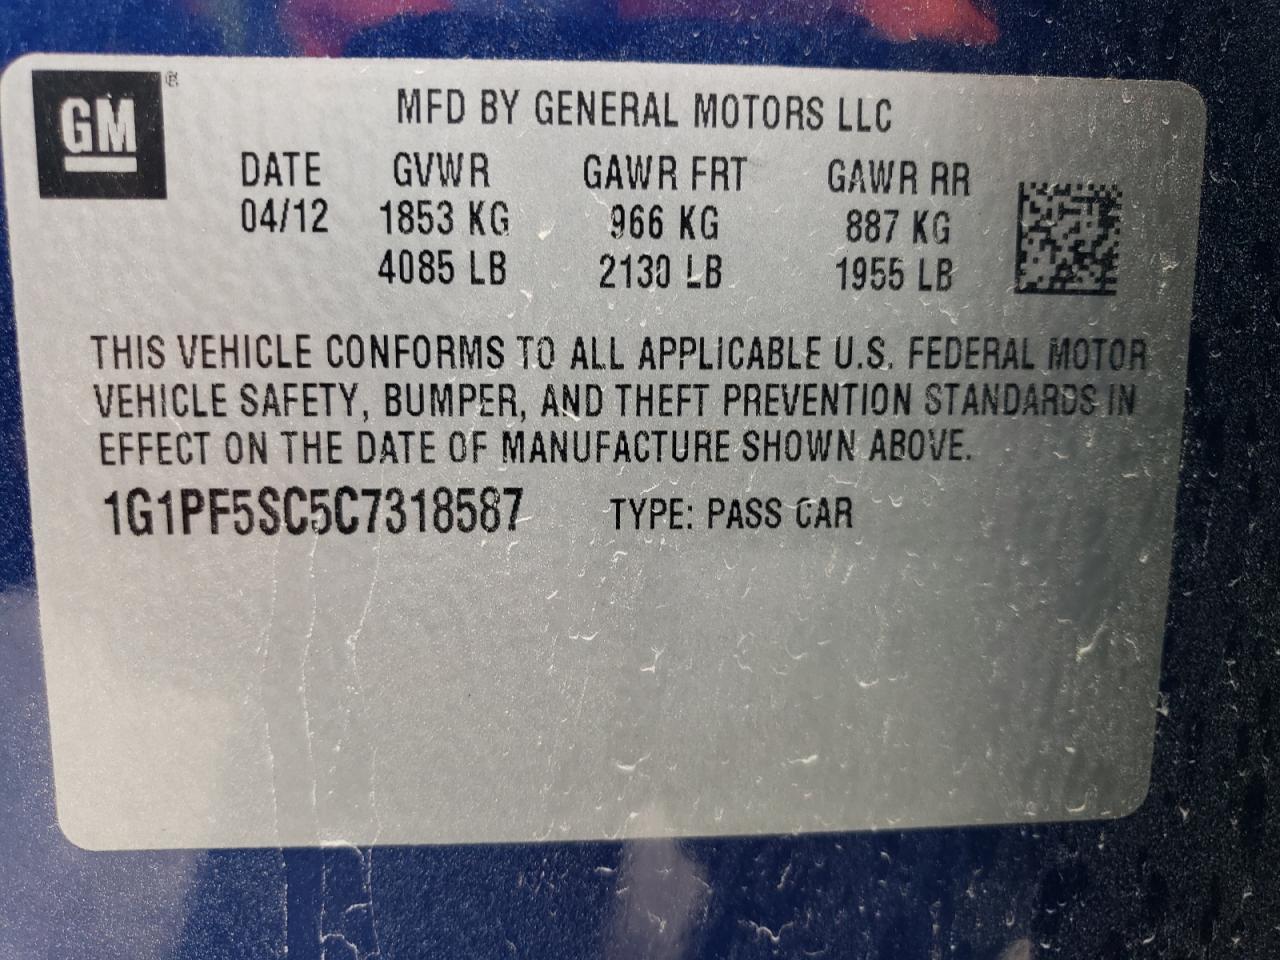 GM ®
MFD BY GENERAL MOTORS LLC
DATE GVWR GAWR FRT GAWR RR
04/12 1853 KG 966 KG 887 KG
4085 LB 2130 LB 1955 LB
THIS VEHICLE CONFORMS TO ALL APPLICABLE U.S. FEDERAL MOTOR
VEHICLE SAFETY, BUMPER, AND THEFT PREVENTION STANDARDS IN
EFFECT ON THE DATE OF MANUFACTURE SHOWN ABOVE.
1G1PF5SC5C7318587 TYPE: PASS CAR